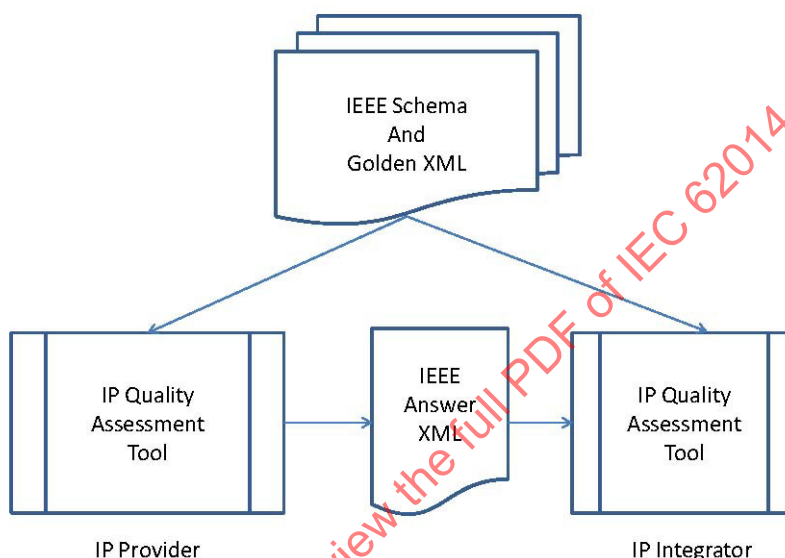 IEEE Schema
And
Golden XML
IP Quality
Assessment
Tool
IEEE
Answer
XML
IP Quality
Assessment
Tool
IP Provider
IP Integrator
view the full PDF of IEC 62014